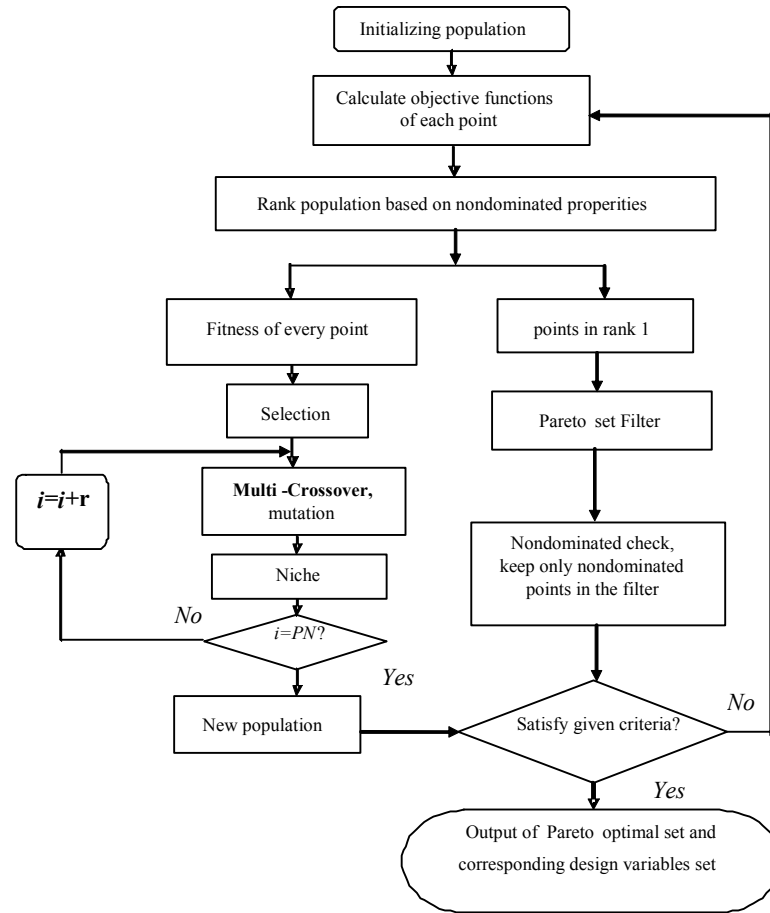 Initializing population
Calculate objective functions
of each point
Rank population based on nondominated properities
Fitness of every point
points in rank 1
Selection
Pareto set Filter
i=i+r
Multi -Crossover,
mutation
Nondominated check,
keep only nondominated
points in the filter
Niche
No
i=PN?
Yes
New population
Satisfy given criteria?
No
Yes
Output of Pareto optimal set and
corresponding design variables set